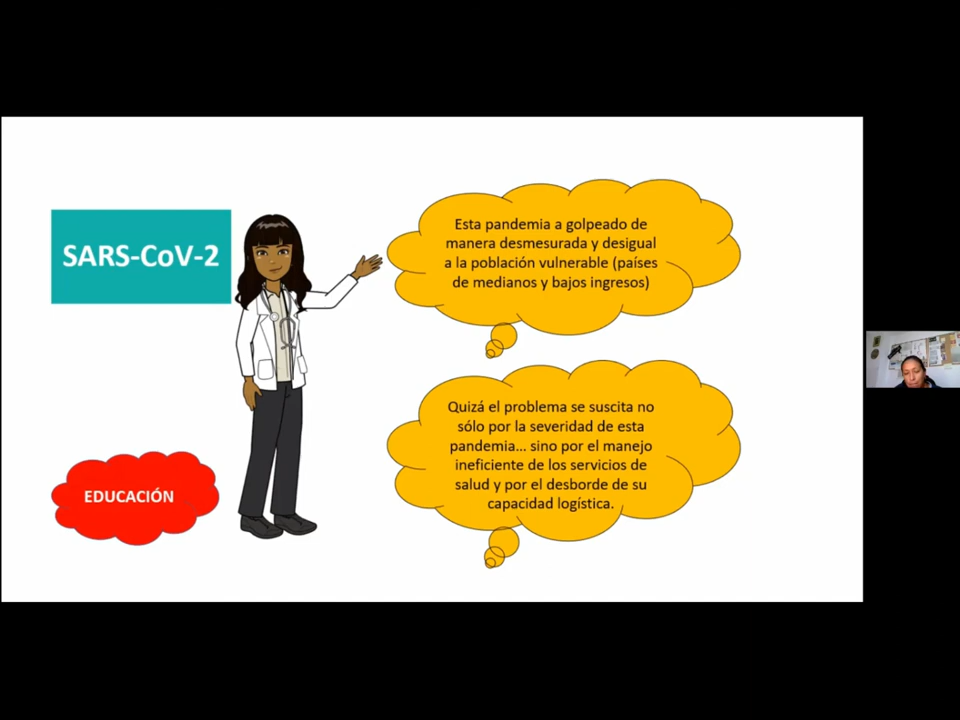 SARS-CoV-2
Esta pandemia a golpeado de
manera desmesurada y desigual
a la población vulnerable (países
de medianos y bajos ingresos)
Quizá el problema se suscita no
sólo por la severidad de esta
pandemia... sino por el manejo
ineficiente de los servicios de
salud y por el desborde de su
capacidad logística.
EDUCACIÓN